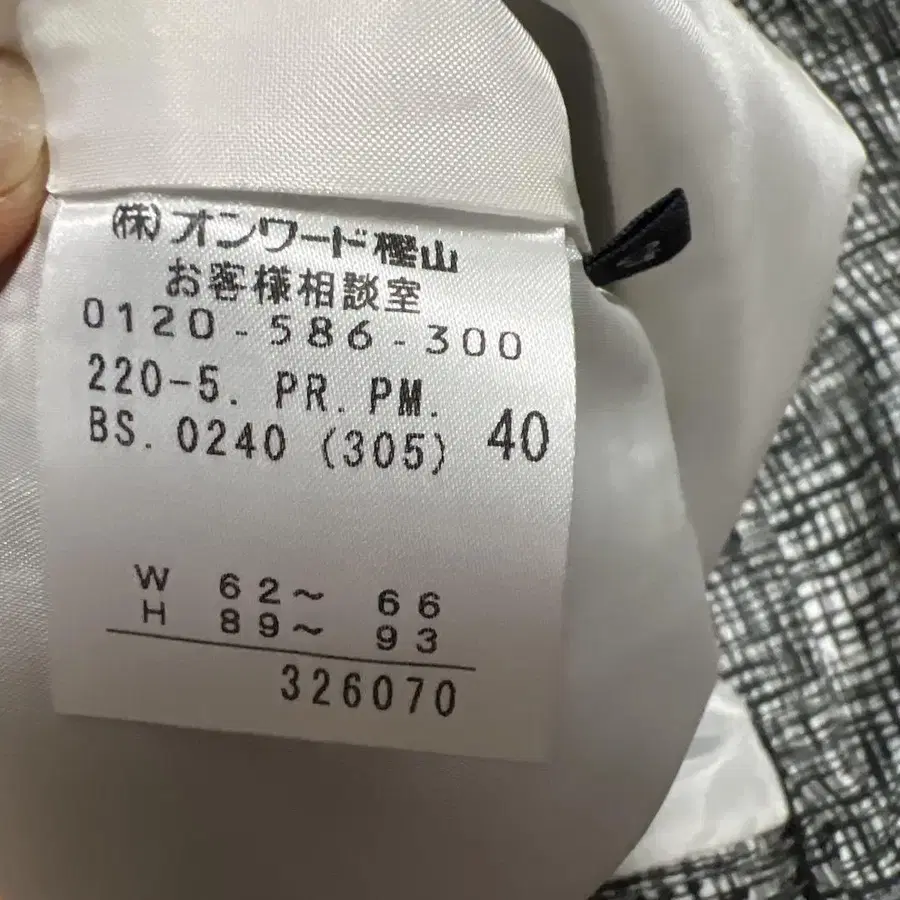 (株)オンワード樫山
お客様相談室
0120-586-300
220-5. PR. PM.
BS. 0240 (305) 40
W 62~ 66
H 89~ 93
326070